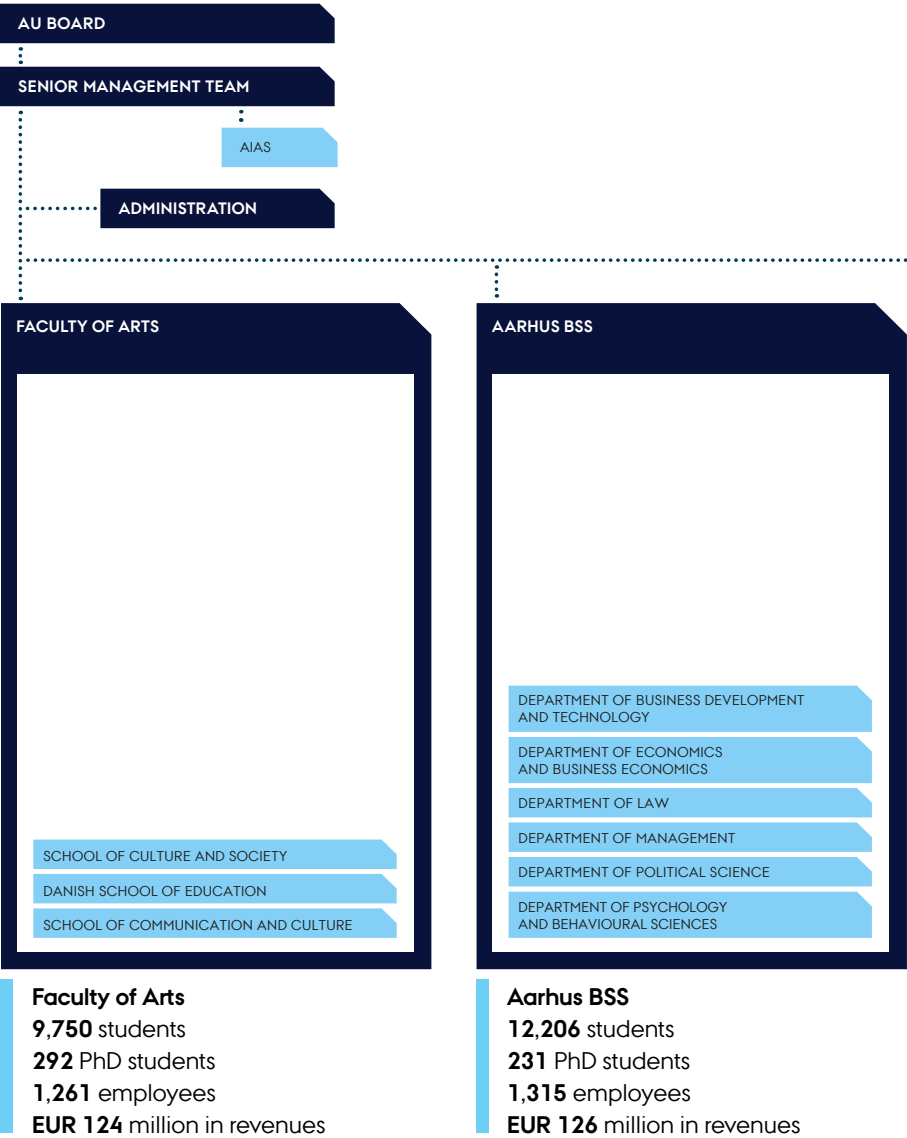 AU BOARD
SENIOR MANAGEMENT TEAM
AIAS
ADMINISTRATION
FACULTY OF ARTS
SCHOOL OF CULTURE AND SOCIETY
DANISH SCHOOL OF EDUCATION
SCHOOL OF COMMUNICATION AND CULTURE
Faculty of Arts
9,750 students
292 PhD students
1,261 employees
EUR 124 million in revenues
AARHUS BSS
DEPARTMENT OF BUSINESS DEVELOPMENT
AND TECHNOLOGY
DEPARTMENT OF ECONOMICS
AND BUSINESS ECONOMICS
DEPARTMENT OF LAW
DEPARTMENT OF MANAGEMENT
DEPARTMENT OF POLITICAL SCIENCE
DEPARTMENT OF PSYCHOLOGY
AND BEHAVIOURAL SCIENCES
Aarhus BSS
12,206 students
231 PhD students
1,315 employees
EUR 126 million in revenues